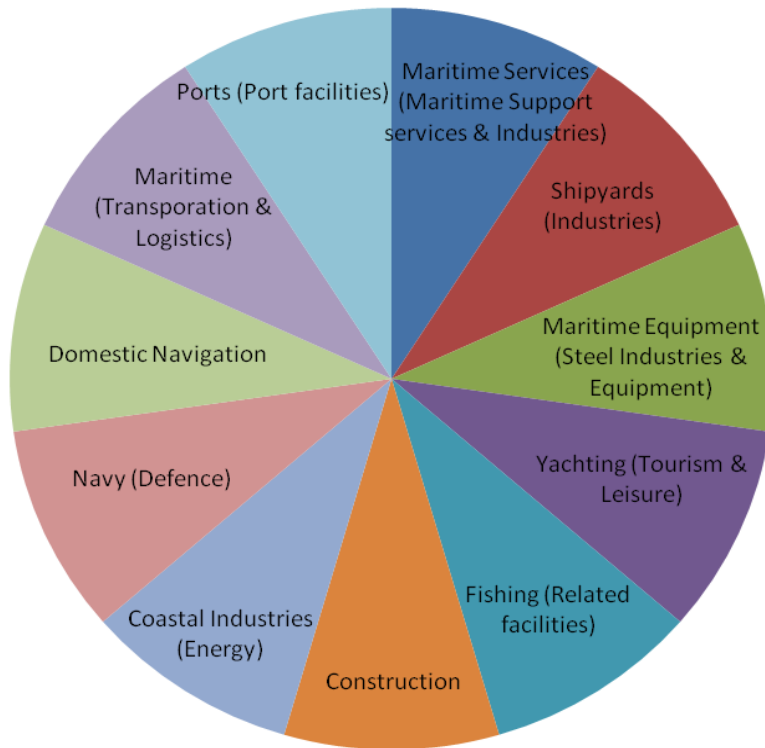 Maritime Services
(Maritime Support
services & Industries)
Shipyards
(Industries)
Maritime Equipment
(Steel Industries &
Equipment)
Yachting (Tourism &
Leisure)
Fishing (Related
facilities)
Construction
Coastal Industries
(Energy)
Navy (Defence)
Domestic Navigation
Maritime
(Transporation &
Logistics)
Ports (Port facilities)